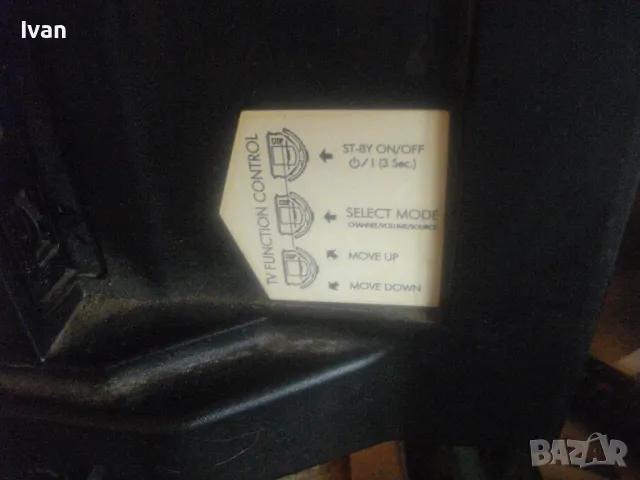 Ivan
TV FUNCTION CONTROL
ST-BY ON/OFF
⏻/I (3 Sec.)
SELECT MODE
CHANNEL/VOLUME/SOURCE
MOVE UP
MOVE DOWN
BAZAR